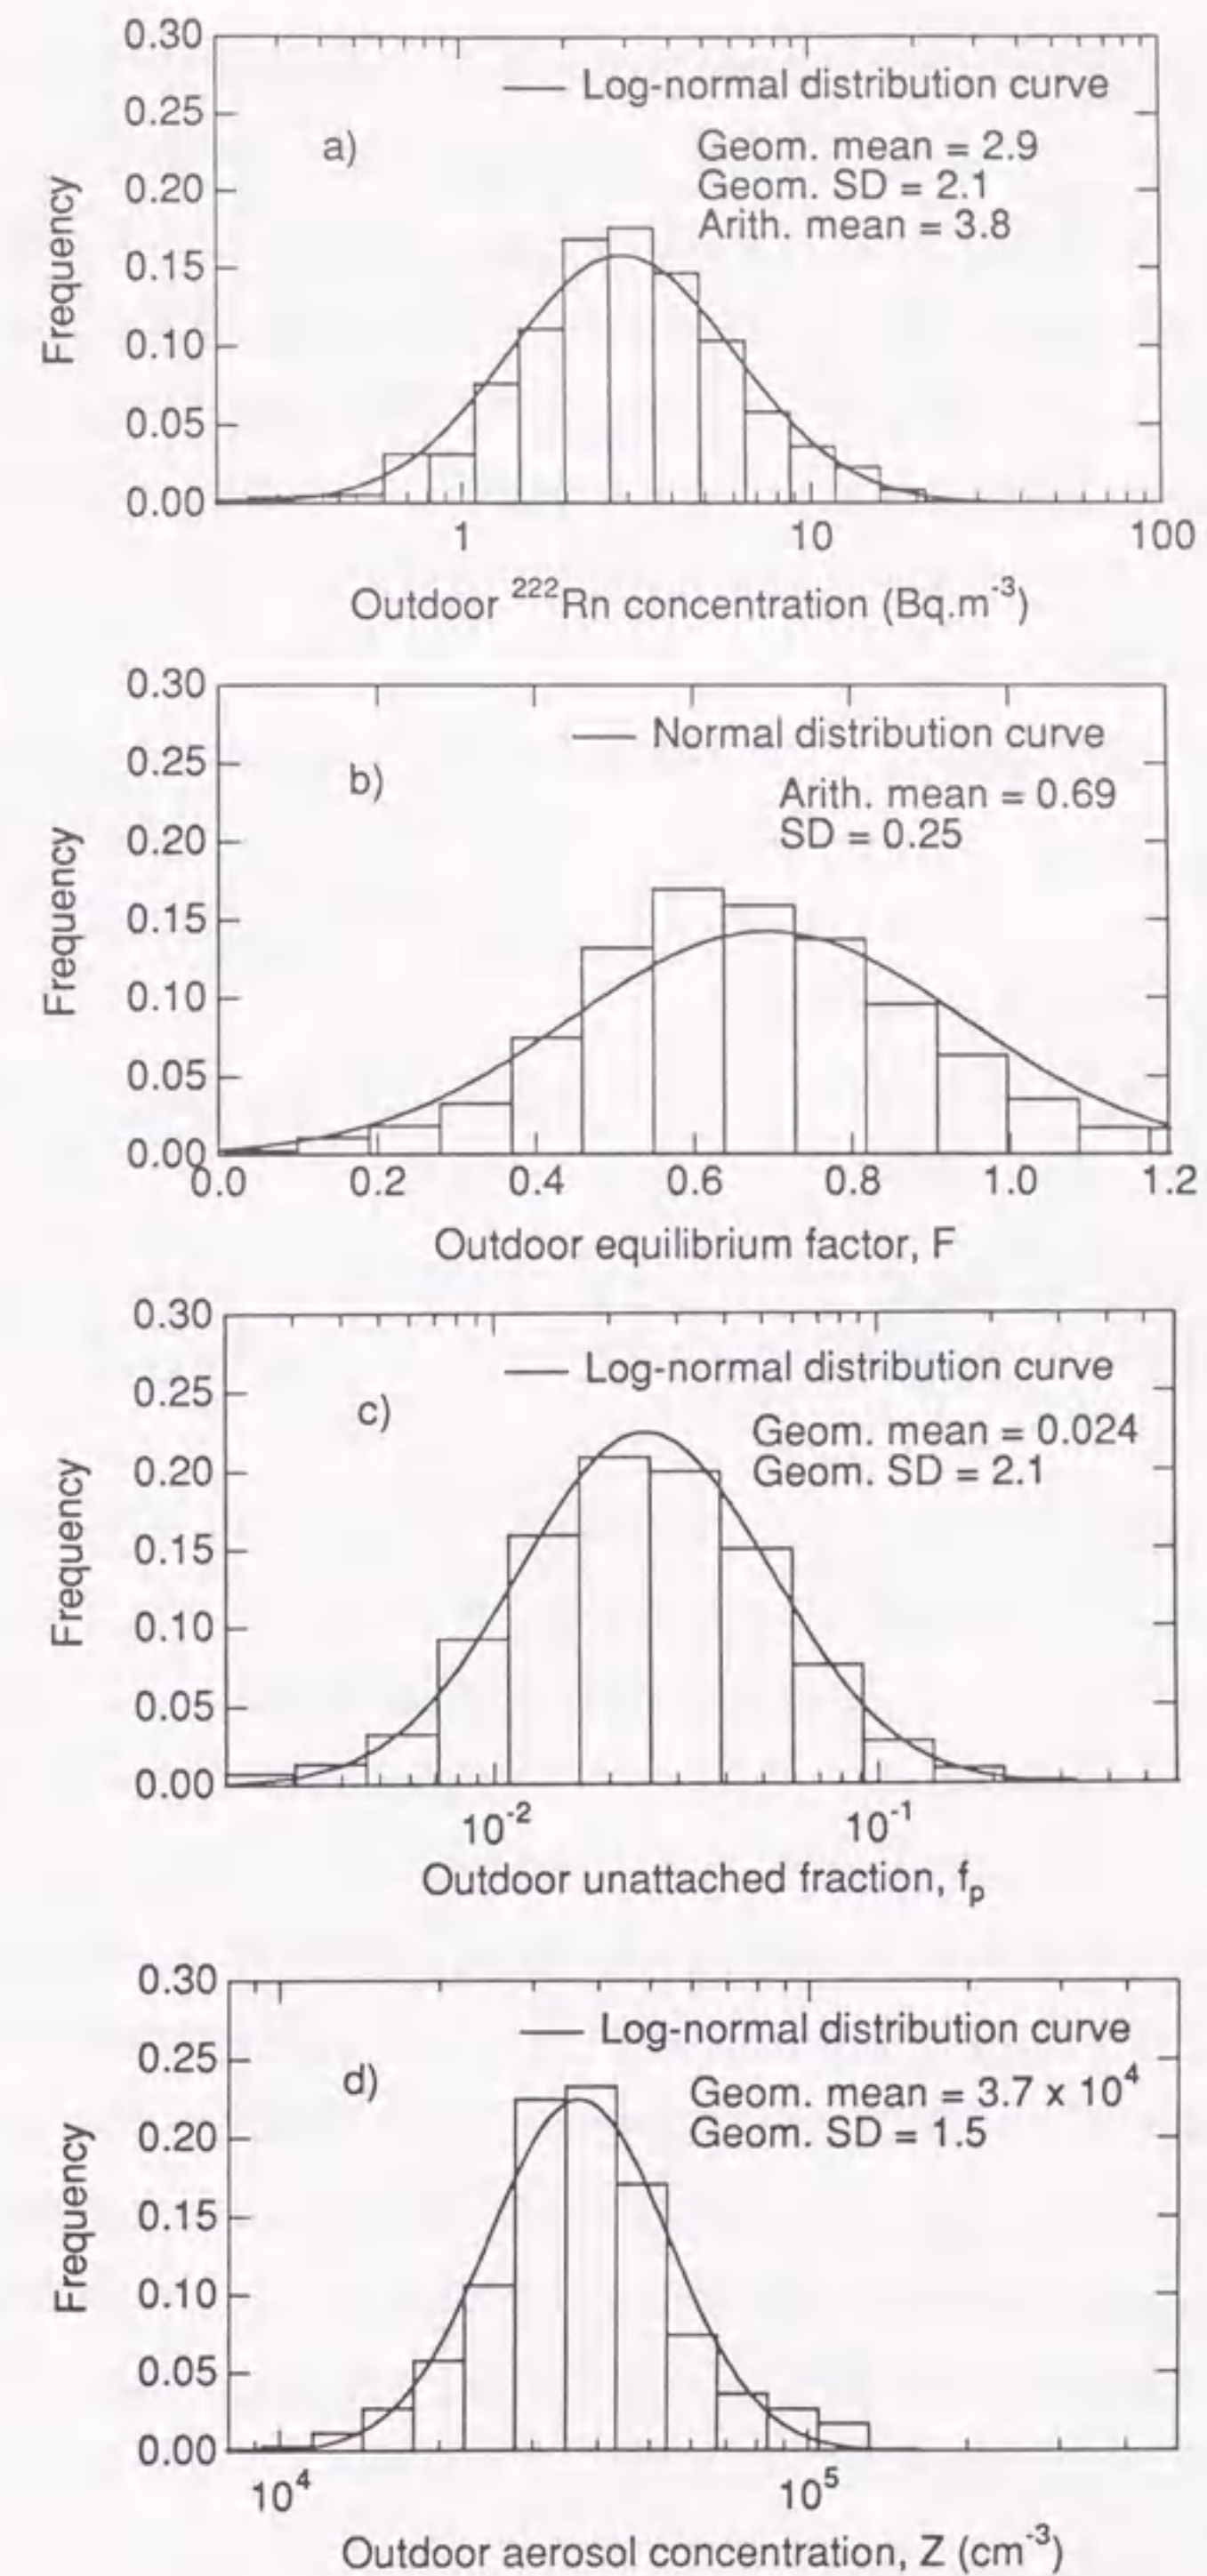 0.30
0.25
0.20
0.15
0.10
0.05
0.00
Frequency
a)
Log-normal distribution curve
Geom. mean = 2.9
Geom. SD = 2.1
Arith. mean = 3.8
1 10 100
Outdoor ²²²Rn concentration (Bq.m⁻³)
0.30
0.25
0.20
0.15
0.10
0.05
0.00
Frequency
b)
Normal distribution curve
Arith. mean = 0.69
SD = 0.25
0.0 0.2 0.4 0.6 0.8 1.0 1.2
Outdoor equilibrium factor, F
0.30
0.25
0.20
0.15
0.10
0.05
0.00
Frequency
c)
Log-normal distribution curve
Geom. mean = 0.024
Geom. SD = 2.1
10⁻² 10⁻¹
Outdoor unattached fraction, fₚ
0.30
0.25
0.20
0.15
0.10
0.05
0.00
Frequency
d)
Log-normal distribution curve
Geom. mean = 3.7 x 10⁴
Geom. SD = 1.5
10⁴ 10⁵
Outdoor aerosol concentration, Z (cm⁻³)